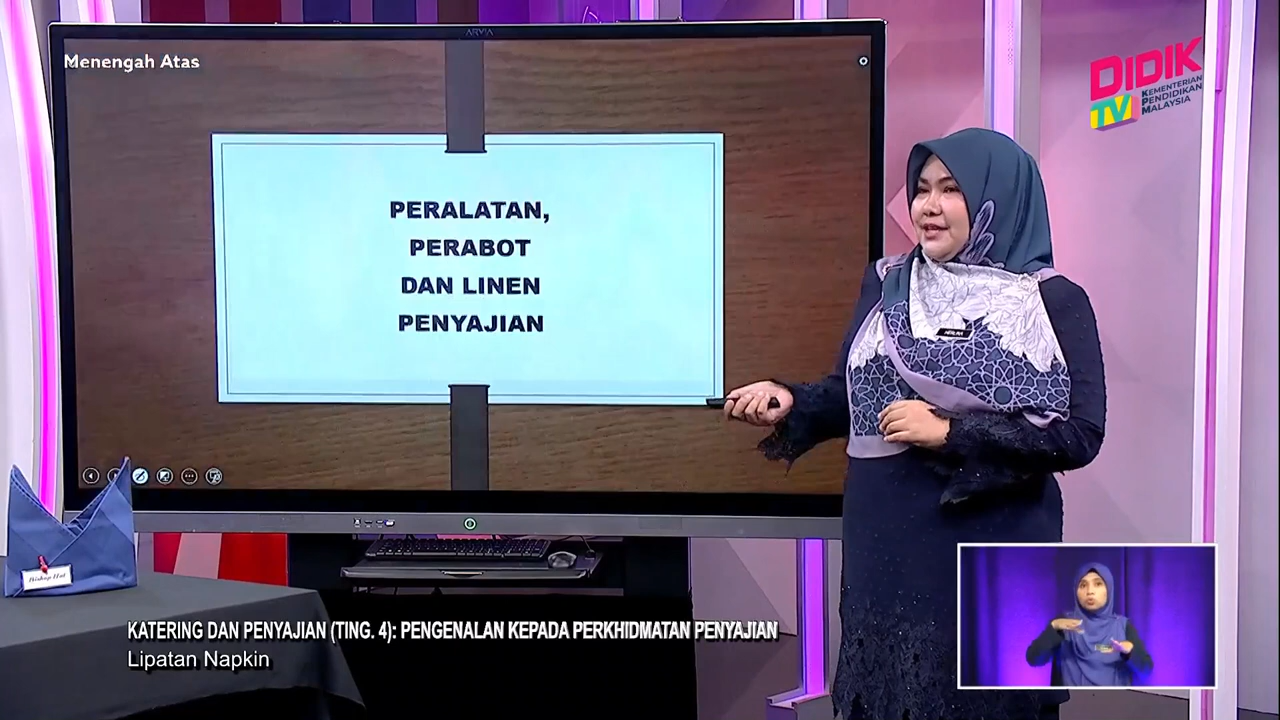 ARVIA
Menengah Atas
DIDIK
TV
KEMENTERIAN
PENDIDIKAN
MALAYSIA
PERALATAN,
PERABOT
DAN LINEN
PENYAJIAN
Bishop Hat
KATERING DAN PENYAJIAN (TING. 4): PENGENALAN KEPADA PERKHIDMATAN PENYAJIAN
Lipatan Napkin